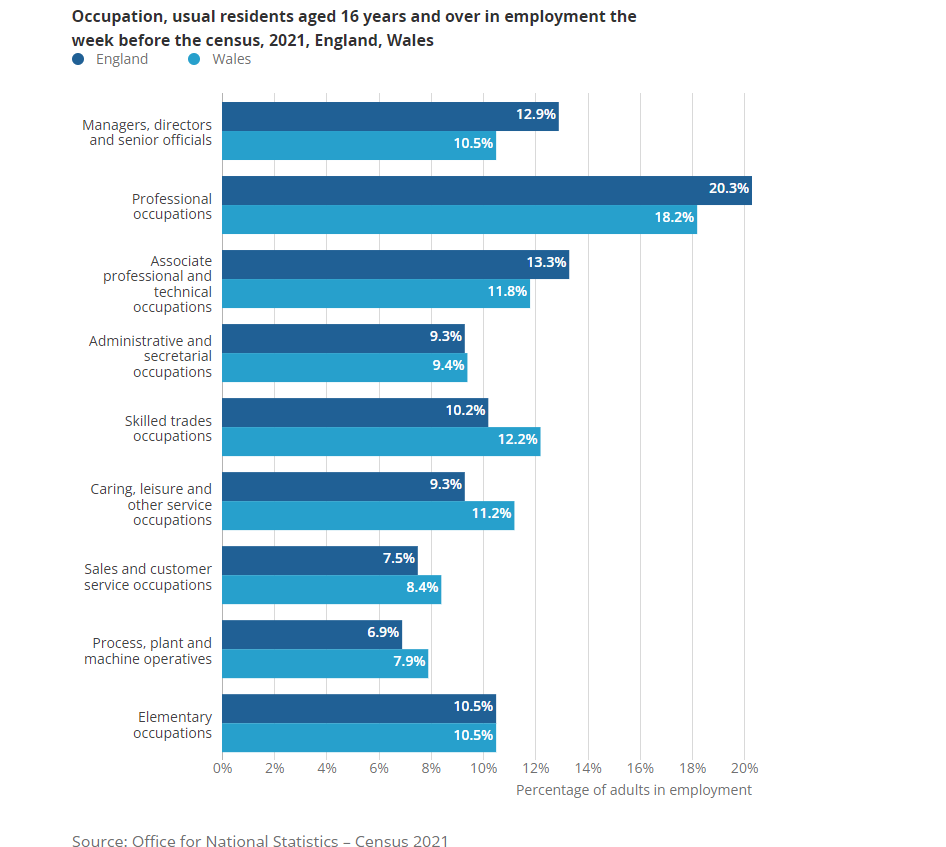 Occupation, usual residents aged 16 years and over in employment the
week before the census, 2021, England, Wales
England Wales
Managers, directors
and senior officials
12.9%
10.5%
Professional
occupations
20.3%
18.2%
Associate
professional and
technical
occupations
13.3%
11.8%
Administrative and
secretarial
occupations
9.3%
9.4%
Skilled trades
occupations
10.2%
12.2%
Caring, leisure and
other service
occupations
9.3%
11.2%
Sales and customer
service occupations
7.5%
8.4%
Process, plant and
machine operatives
6.9%
7.9%
Elementary
occupations
10.5%
10.5%
0% 2% 4% 6% 8% 10% 12% 14% 16% 18% 20%
Percentage of adults in employment
Source: Office for National Statistics – Census 2021